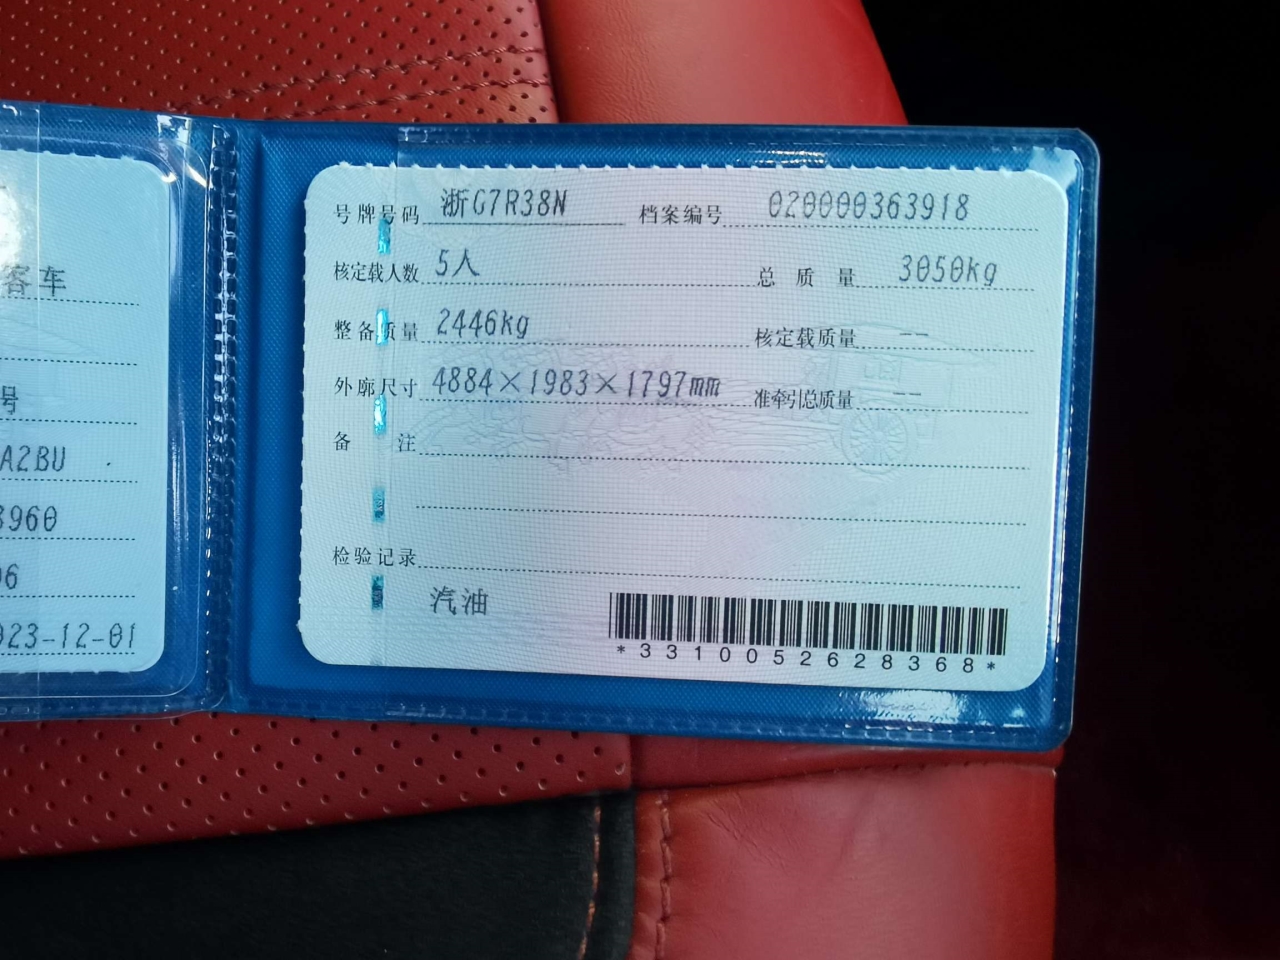 客车
号
A2BU
8960
06
023-12-01
号牌号码 浙G7R38N 档案编号 020000363918
核定载人数 5人 总质量 3050kg
整备质量 2446kg 核定载质量 --
外廓尺寸 4884×1983×1797mm 准牵引总质量 --
备注
检验记录
汽油
*3310052628368*